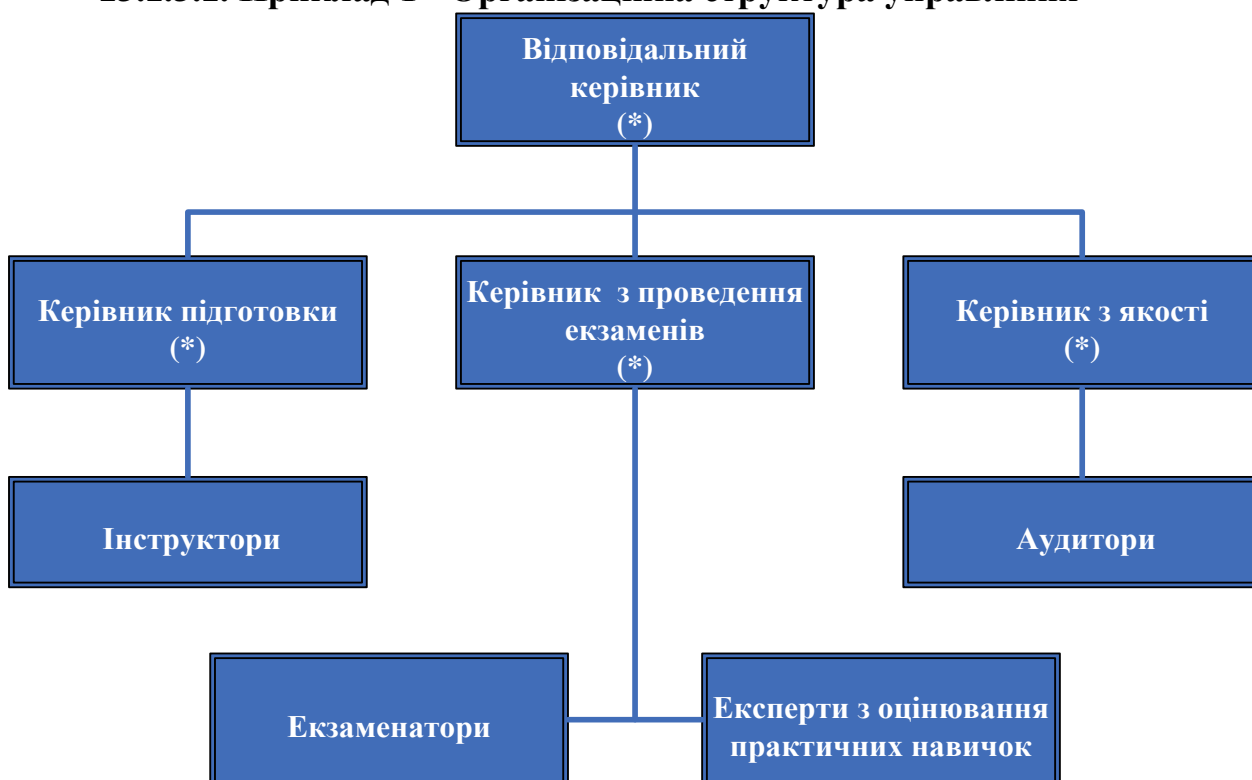 Відповідальний
керівник
(*)
Керівник підготовки
(*)
Керівник з проведення
екзаменів
(*)
Керівник з якості
(*)
Інструктори
Аудитори
Екзаменатори
Експерти з оцінювання
практичних навичок